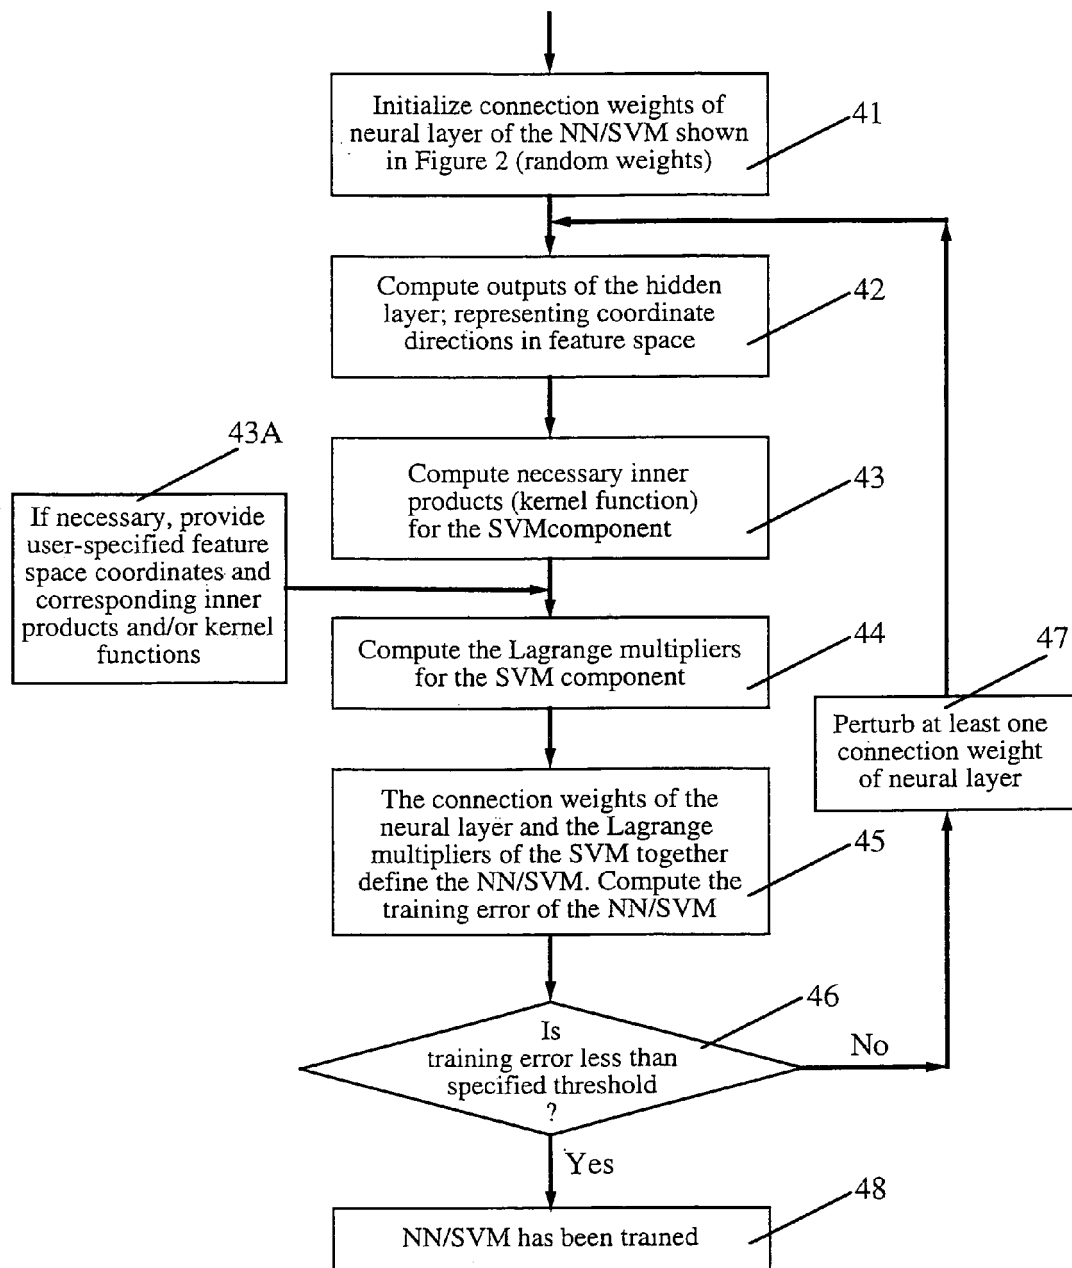 Initialize connection weights of
neural layer of the NN/SVM shown
in Figure 2 (random weights)
41
Compute outputs of the hidden
layer; representing coordinate
directions in feature space
42
43A
If necessary, provide
user-specified feature
space coordinates and
corresponding inner
products and/or kernel
functions
Compute necessary inner
products (kernel function)
for the SVMcomponent
43
Compute the Lagrange multipliers
for the SVM component
44
47
Perturb at least one
connection weight
of neural layer
The connection weights of the
neural layer and the Lagrange
multipliers of the SVM together
define the NN/SVM. Compute the
training error of the NN/SVM
45
Is
training error less than
specified threshold
?
46
No
Yes
NN/SVM has been trained
48